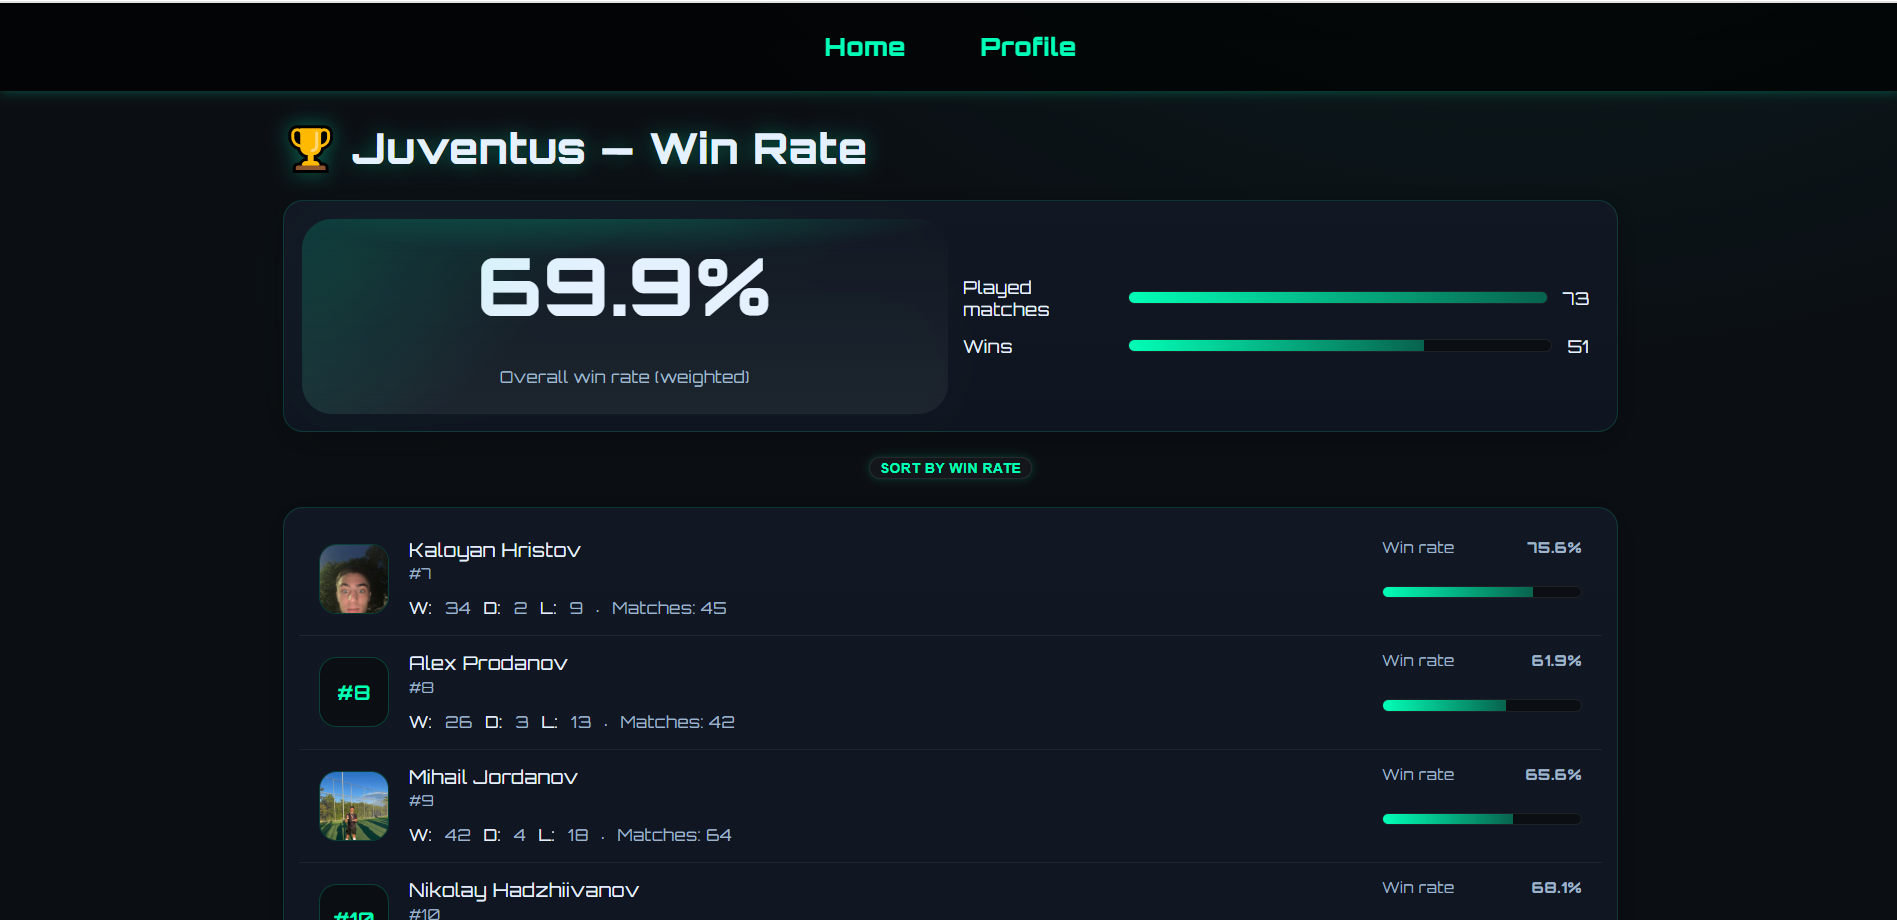 Home Profile
Juventus – Win Rate
69.9%
Overall win rate (weighted)
Played
matches
73
Wins
51
SORT BY WIN RATE
Kaloyan Hristov
#7
W: 34 D: 2 L: 9 · Matches: 45
Win rate 75.6%
#8
Alex Prodanov
#8
W: 26 D: 3 L: 13 · Matches: 42
Win rate 61.9%
Mihail Jordanov
#9
W: 42 D: 4 L: 18 · Matches: 64
Win rate 65.6%
#10
Nikolay Hadzhiivanov
#10
Win rate 68.1%